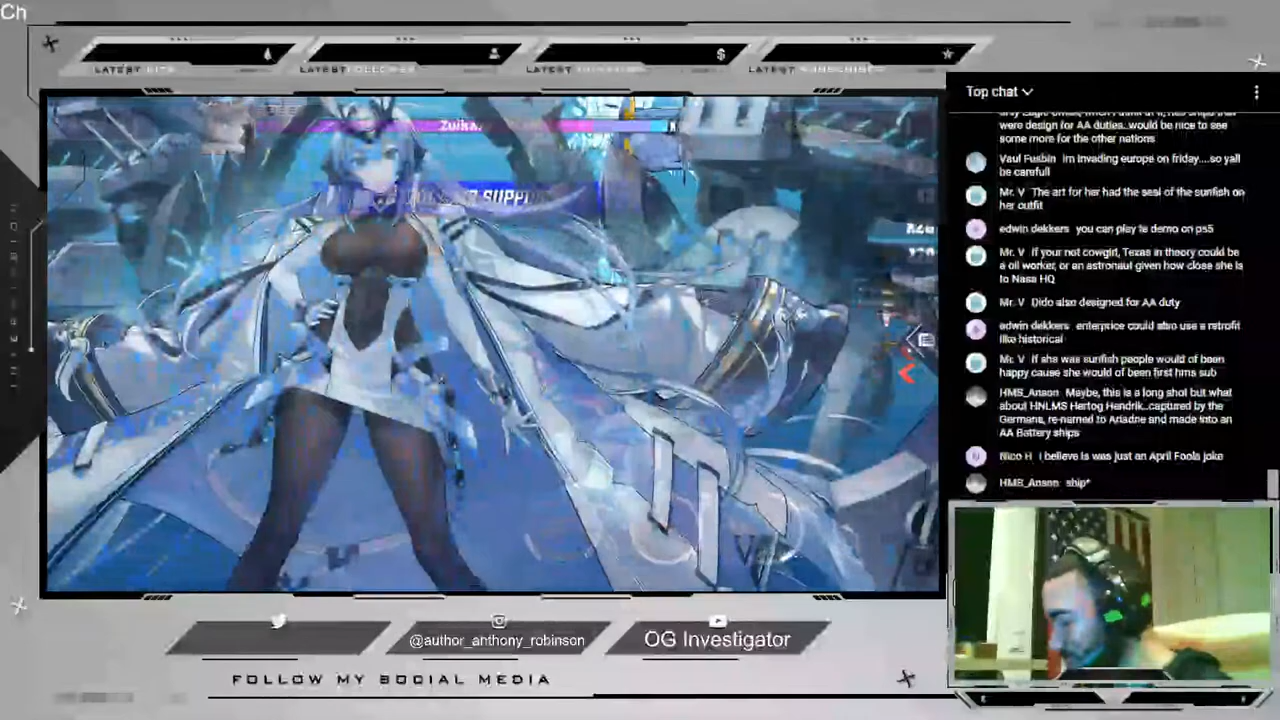 Ch
LATEST
LATEST FOLLOWER
LATEST
LATEST SUBSCRIBER
Top chat
were design for AA duties..would be nice to see
some more for the other nations
Vaul Fusbin im invading europe on friday....so yall
be carefull
Mr. V The art for her had the seal of the sunfish on
her outfit
edwin dekkers you can play te demo on ps5
Mr. V If your not cowgirl, Texas in theory could be
a oil worker, or an astronaut given how close she is
to Nasa HQ
Mr. V Dido also designed for AA duty
edwin dekkers enterprice could also use a retrofit
like historical
Mr. V If she was sunfish people would of been
happy cause she would of been first hms sub
HMS_Anson Maybe, this is a long shot but what
about HNLMS Hertog Hendrik..captured by the
Germans, re-named to Ariadne and made into an
AA Battery ships
Nico H I believe is was just an April Fools joke
HMS_Anson ship*
@author_anthony_robinson
OG Investigator
FOLLOW MY SOCIAL MEDIA